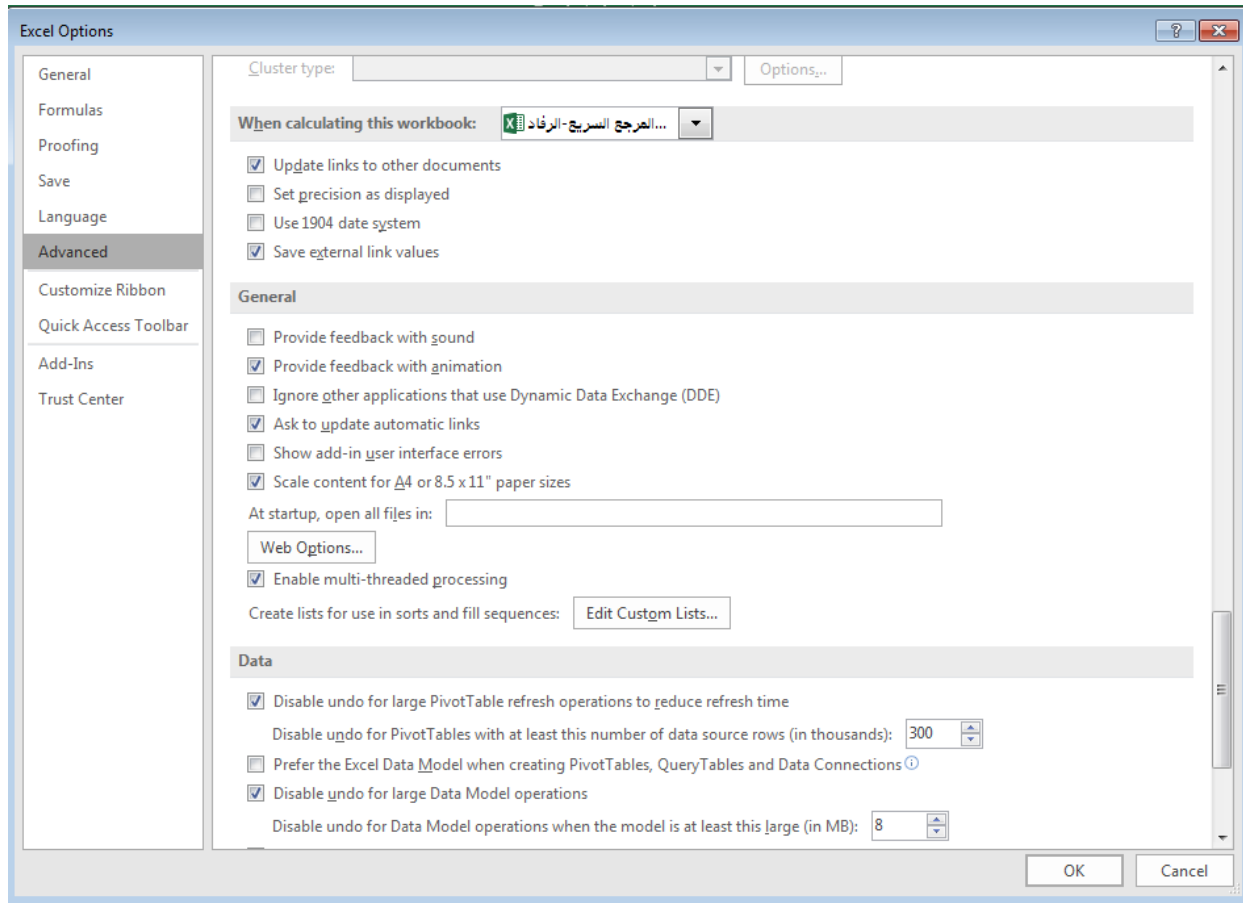 Excel Options
General
Formulas
Proofing
Save
Language
Advanced
Customize Ribbon
Quick Access Toolbar
Add-Ins
Trust Center
Cluster type:
Options...
When calculating this workbook: المرجع السريع-الرفاد...
Update links to other documents
Set precision as displayed
Use 1904 date system
Save external link values
General
Provide feedback with sound
Provide feedback with animation
Ignore other applications that use Dynamic Data Exchange (DDE)
Ask to update automatic links
Show add-in user interface errors
Scale content for A4 or 8.5 x 11" paper sizes
At startup, open all files in:
Web Options...
Enable multi-threaded processing
Create lists for use in sorts and fill sequences: Edit Custom Lists...
Data
Disable undo for large PivotTable refresh operations to reduce refresh time
Disable undo for PivotTables with at least this number of data source rows (in thousands): 300
Prefer the Excel Data Model when creating PivotTables, QueryTables and Data Connections
Disable undo for large Data Model operations
Disable undo for Data Model operations when the model is at least this large (in MB): 8
OK
Cancel